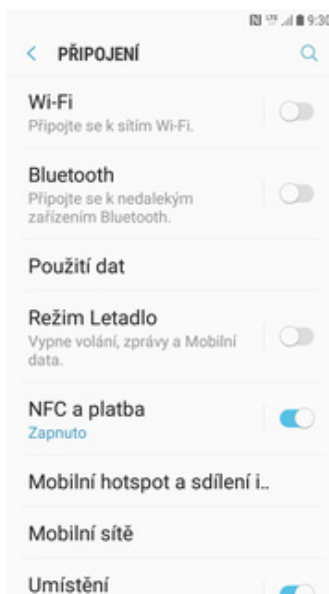 9:30
PŘIPOJENÍ
Wi-Fi
Připojte se k sítím Wi-Fi.
Bluetooth
Připojte se k nedalekým
zařízením Bluetooth.
Použití dat
Režim Letadlo
Vypne volání, zprávy a Mobilní
data.
NFC a platba
Zapnuto
Mobilní hotspot a sdílení i..
Mobilní sítě
Umístění